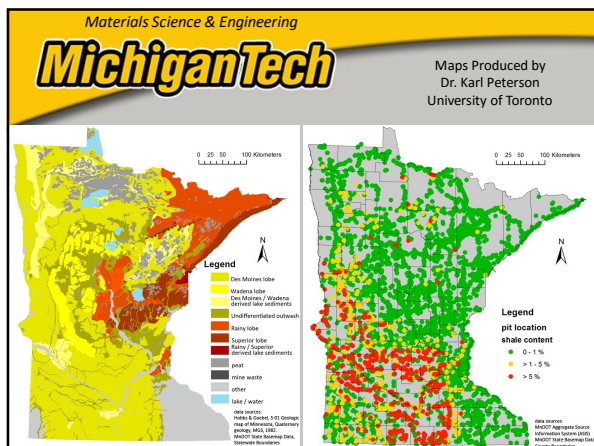 Materials Science & Engineering
MichiganTech
Maps Produced by
Dr. Karl Peterson
University of Toronto
0 25 50 100 Kilometers
N
Legend
Des Moines lobe
Wadena lobe
Des Moines / Wadena
derived lake sediments
Undifferentiated outwash
Rainy lobe
Superior lobe
Rainy / Superior
derived lake sediments
peat
mine waste
other
lake / water
data sources:
Hobbs & Goebel, S-01 Geologic
map of Minnesota, Quaternary
geology, MGS, 1982.
MnDOT State Basemap Data,
Statewide Boundaries
0 25 50 100 Kilometers
N
Legend
pit location
shale content
0 - 1 %
> 1 - 5 %
> 5 %
data sources:
MnDOT Aggregate Source
Information System (ASIS)
MnDOT State Basemap Data